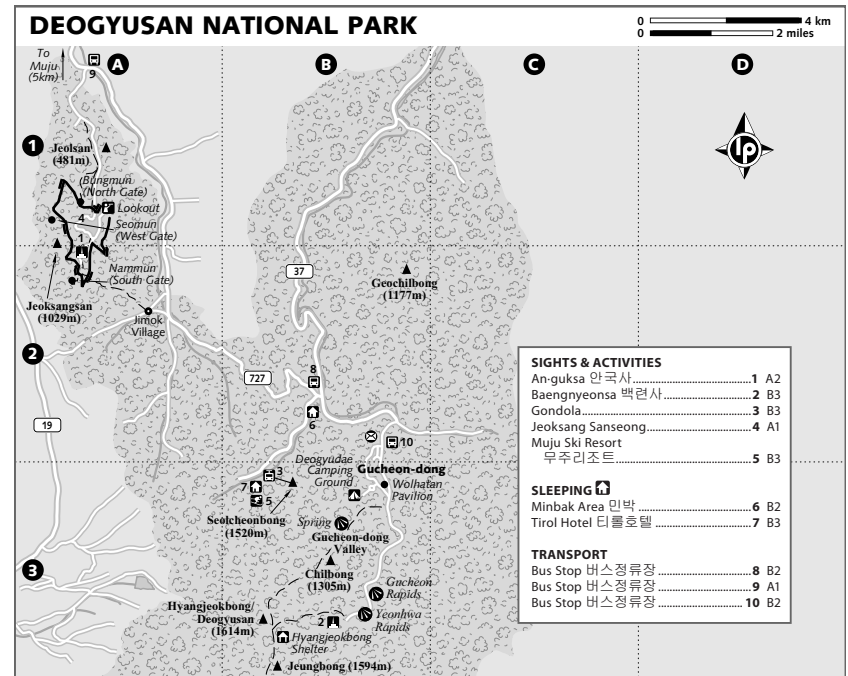 DEOGYUSAN NATIONAL PARK
0 4 km
0 2 miles
To
Muju
(5km)
9
A
B
C
D
1
Jeolsan
(481m)
Bungmun
(North Gate)
Lookout
4
Seomun
(West Gate)
1
Nammun
(South Gate)
Jeoksangsan
(1029m)
Jimok
Village
37
Geochilbong
(1177m)
2
727
19
8
6
10
Deogyudae
Camping
Ground
Gucheon-dong
Wolhatan
Pavilion
3
7
5
Seolcheonbong
(1520m)
Spring
Gucheon-dong
Valley
3
Chilbong
(1305m)
Gucheon
Rapids
Hyangjeokbong/
Deogyusan
(1614m)
2
Yeonhwa
Rapids
Hyangjeokbong
Shelter
Jeungbong (1594m)
SIGHTS & ACTIVITIES
An-guksa 안국사 1 A2
Baengnyeonsa 백련사 2 B3
Gondola 3 B3
Jeoksang Sanseong 4 A1
Muju Ski Resort
무주리조트 5 B3
SLEEPING
Minbak Area 민박 6 B2
Tirol Hotel 티롤호텔 7 B3
TRANSPORT
Bus Stop 버스정류장 8 B2
Bus Stop 버스정류장 9 A1
Bus Stop 버스정류장 10 B2
lp